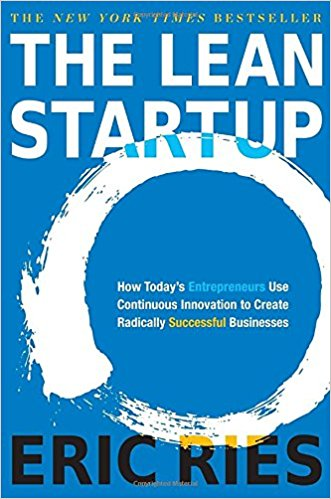 THE NEW YORK TIMES BESTSELLER
THE LEAN
STARTUP
How Today's Entrepreneurs Use
Continuous Innovation to Create
Radically Successful Businesses
ERIC RIES